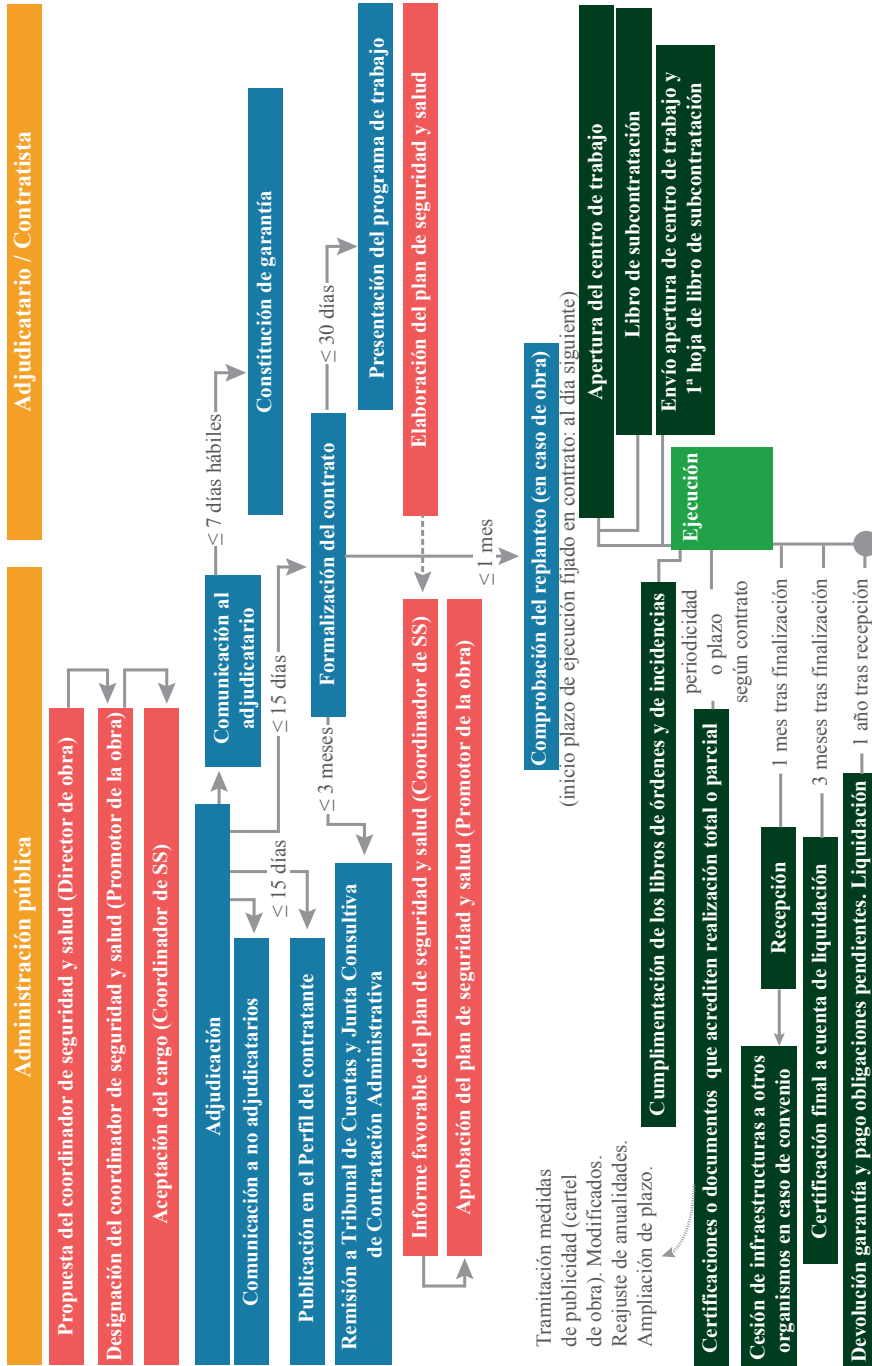 Administración pública
Adjudicatario / Contratista
Propuesta del coordinador de seguridad y salud (Director de obra)
Designación del coordinador de seguridad y salud (Promotor de la obra)
Aceptación del cargo (Coordinador de SS)
Adjudicación
Comunicación al
adjudicatario
≤ 7 días hábiles
Constitución de garantía
Comunicación a no adjudicatarios
≤ 15 días
≤ 15 días
Publicación en el Perfil del contratante
Formalización del contrato
≤ 3 meses
≤ 30 días
Remisión a Tribunal de Cuentas y Junta Consultiva
de Contratación Administrativa
Presentación del programa de trabajo
Informe favorable del plan de seguridad y salud (Coordinador de SS)
Elaboración del plan de seguridad y salud
Aprobación del plan de seguridad y salud (Promotor de la obra)
≤ 1 mes
Comprobación del replanteo (en caso de obra)
(inicio plazo de ejecución fijado en contrato: al día siguiente)
Apertura del centro de trabajo
Libro de subcontratación
Envío apertura de centro de trabajo y
1ª hoja de libro de subcontratación
Tramitación medidas
de publicidad (cartel
de obra). Modificados.
Reajuste de anualidades.
Ampliación de plazo.
Cumplimentación de los libros de órdenes y de incidencias
Ejecución
periodicidad
o plazo
según contrato
Certificaciones o documentos que acrediten realización total o parcial
Recepción
1 mes tras finalización
Cesión de infraestructuras a otros
organismos en caso de convenio
Certificación final a cuenta de liquidación
3 meses tras finalización
Devolución garantía y pago obligaciones pendientes. Liquidación
1 año tras recepción